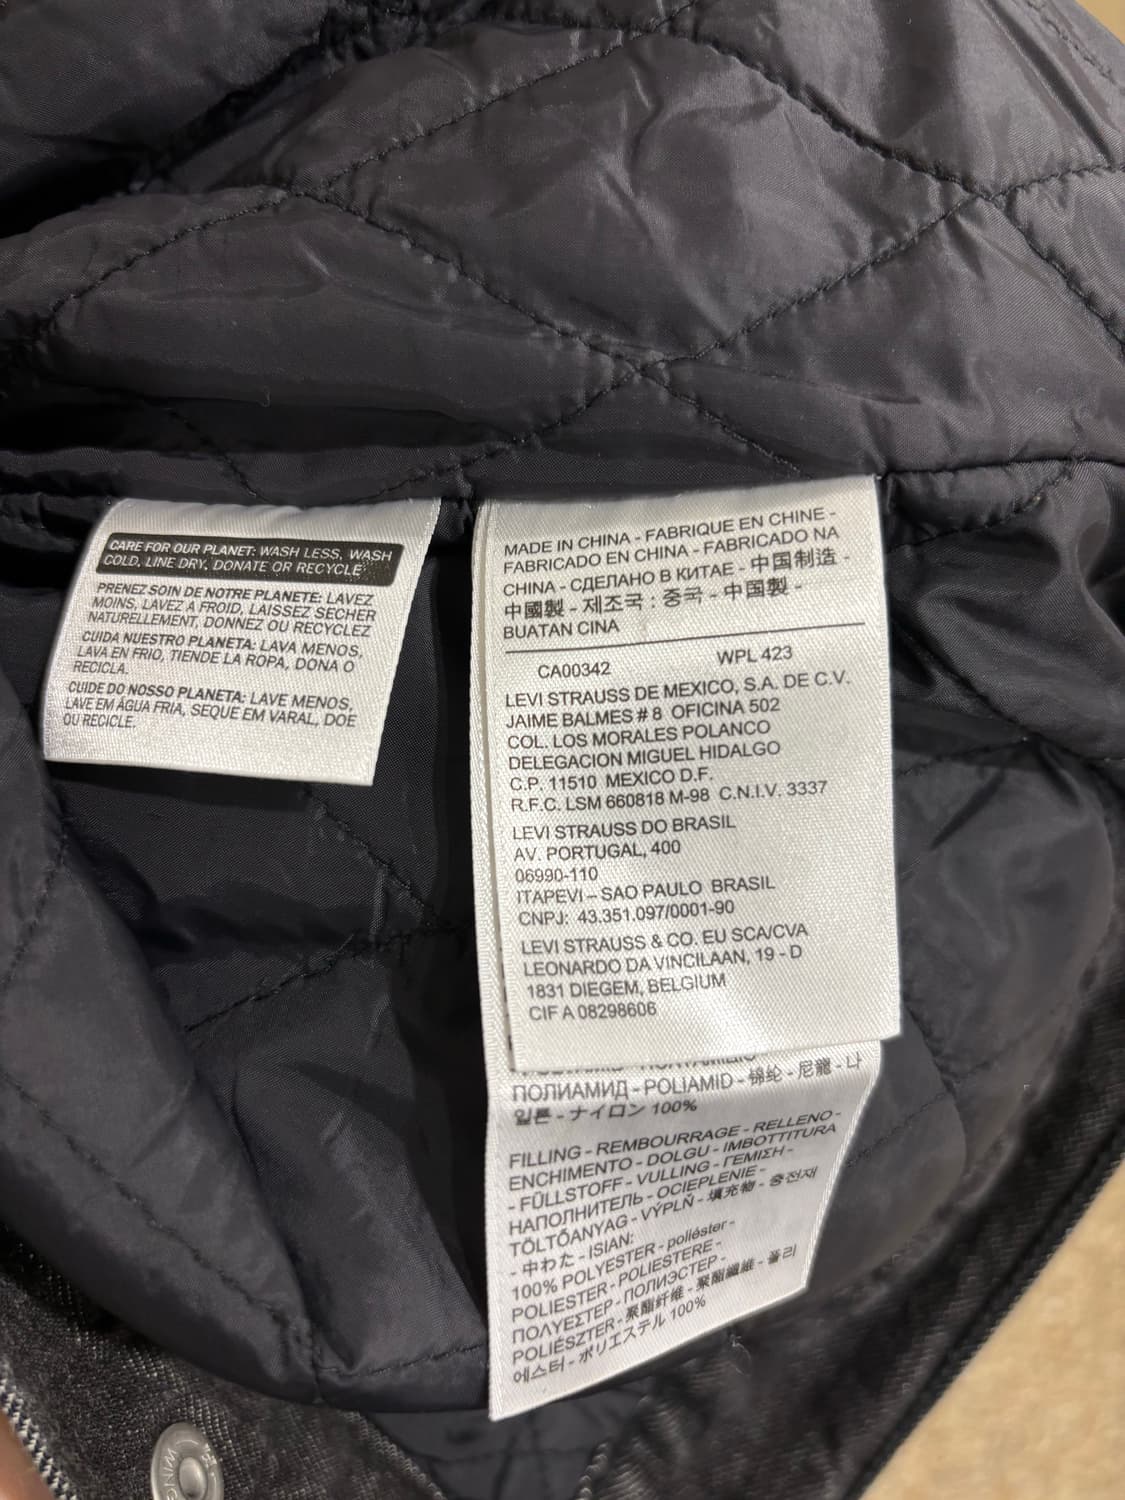 CARE FOR OUR PLANET: WASH LESS, WASH
COLD, LINE DRY, DONATE OR RECYCLE
PRENEZ SOIN DE NOTRE PLANETE: LAVEZ
MOINS, LAVEZ A FROID, LAISSEZ SECHER
NATURELLEMENT, DONNEZ OU RECYCLEZ
CUIDA NUESTRO PLANETA: LAVA MENOS,
LAVA EN FRIO, TIENDE LA ROPA, DONA O
RECICLA.
CUIDE DO NOSSO PLANETA: LAVE MENOS,
LAVE EM ÁGUA FRIA, SEQUE EM VARAL, DOE
OU RECICLE.
MADE IN CHINA - FABRIQUE EN CHINE -
FABRICADO EN CHINA - FABRICADO NA
CHINA - СДЕЛАНО В КИТАЕ - 中国制造 -
中國製 - 제조국 : 중국 - 中国製 -
BUATAN CINA
CA00342 WPL 423
LEVI STRAUSS DE MEXICO, S.A. DE C.V.
JAIME BALMES # 8 OFICINA 502
COL. LOS MORALES POLANCO
DELEGACION MIGUEL HIDALGO
C.P. 11510 MEXICO D.F.
R.F.C. LSM 660818 M-98 C.N.I.V. 3337
LEVI STRAUSS DO BRASIL
AV. PORTUGAL, 400
06990-110
ITAPEVI – SAO PAULO BRASIL
CNPJ: 43.351.097/0001-90
LEVI STRAUSS & CO. EU SCA/CVA
LEONARDO DA VINCILAAN, 19 - D
1831 DIEGEM, BELGIUM
CIF A 08298606
ПОЛИАМИД - POLIAMID - 锦纶 - 尼龍 - 나
일론 - ナイロン 100%
FILLING - REMBOURRAGE - RELLENO -
ENCHIMENTO - DOLGU - IMBOTTITURA
- FÜLLSTOFF - VULLING - ΓΕΜΙΣΗ -
НАПОЛНИТЕЛЬ - OCIEPLENIE -
TÖLTŐANYAG - VÝPLŇ - 填充物 - 충전재
- 中わた - ISIAN:
100% POLYESTER - poliéster -
POLIESTER - POLIESTERE -
ΠΟΛΥΕΣΤΕΡ - ПОЛИЭСТЕР -
POLIÉSZTER - 聚酯纤维 - 聚酯纖維 - 폴리
에스터 - ポリエステル 100%